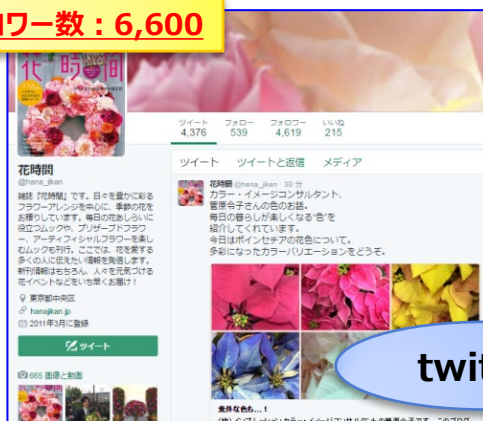 ロワー数：6,600
花時間
ツイート フォロー フォロワー いいね
4,376 539 4,619 215
ツイート ツイートと返信 メディア
花時間
@hana_jikan
雑誌『花時間』です。日々を豊かに彩る
フラワーアレンジを中心に、季節の花を
お贈りしています。毎日の花あしらいに
役立つムックや、プリザーブドフラワ
ー、アーティフィシャルフラワーを楽し
むムックも刊行。ここでは、花を愛する
多くの人に伝えたい情報を発信します。
新刊情報はもちろん、人々を元気づける
花イベントなどをいち早くお届け！
東京都中央区
hanajikan.jp
2011年3月に登録
ツイート
665 画像と動画
花時間 @hana_jikan · 30 分
カラー・イメージコンサルタント、
菅原令子さんの色のお話。
毎日の暮らしが楽しくなる"色"を
紹介してくれています。
今日はポインセチアの花色について。
多彩になったカラーバリエーションをどうぞ。
twit
意外な色も…！